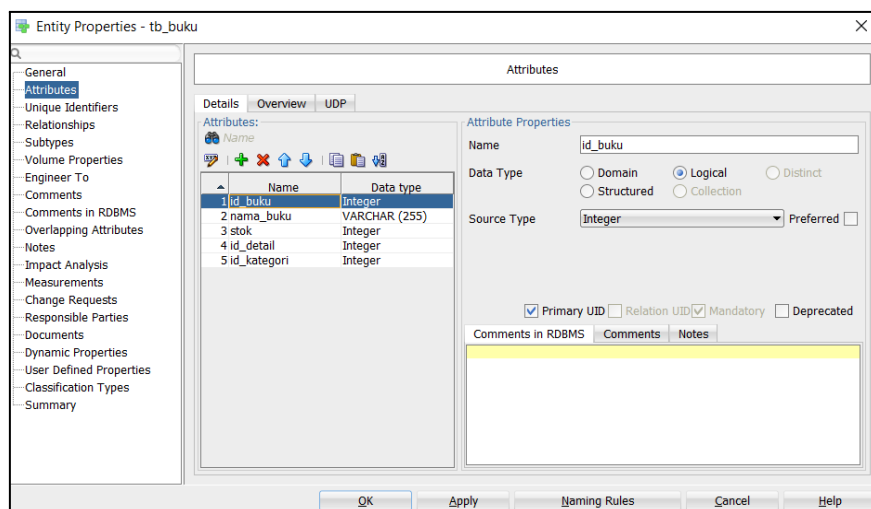 Entity Properties - tb_buku
General
Attributes
Unique Identifiers
Relationships
Subtypes
Volume Properties
Engineer To
Comments
Comments in RDBMS
Overlapping Attributes
Notes
Impact Analysis
Measurements
Change Requests
Responsible Parties
Documents
Dynamic Properties
User Defined Properties
Classification Types
Summary
Attributes
Details Overview UDP
Attributes:
Name
Name Data type
1 id_buku Integer
2 nama_buku VARCHAR (255)
3 stok Integer
4 id_detail Integer
5 id_kategori Integer
Attribute Properties
Name id_buku
Data Type Domain Logical Distinct
Structured Collection
Source Type Integer Preferred
Primary UID Relation UID Mandatory Deprecated
Comments in RDBMS Comments Notes
OK Apply Naming Rules Cancel Help